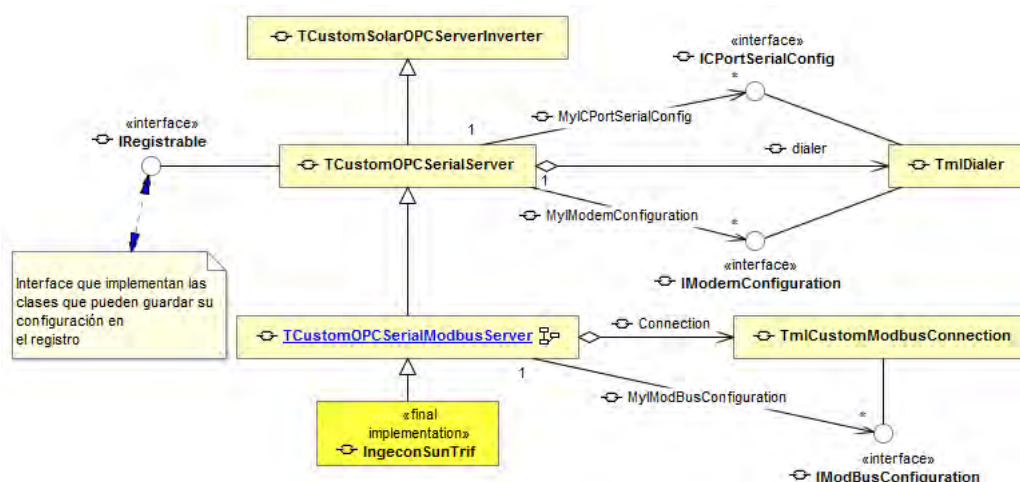 TCustomSolarOPCServerInverter
«interface»
ICPortSerialConfig
*
MyICPortSerialConfig
1
«interface»
IRegistrable
TCustomOPCSerialServer
dialer
1
TmlDialer
MyIModemConfiguration
*
«interface»
IModemConfiguration
Interface que implementan las
clases que pueden guardar su
configuración en
el registro
TCustomOPCSerialModbusServer
Connection
TmlCustomModbusConnection
1
MyIModBusConfiguration
*
«final
implementation»
IngeconSunTrif
«interface»
IModBusConfiguration